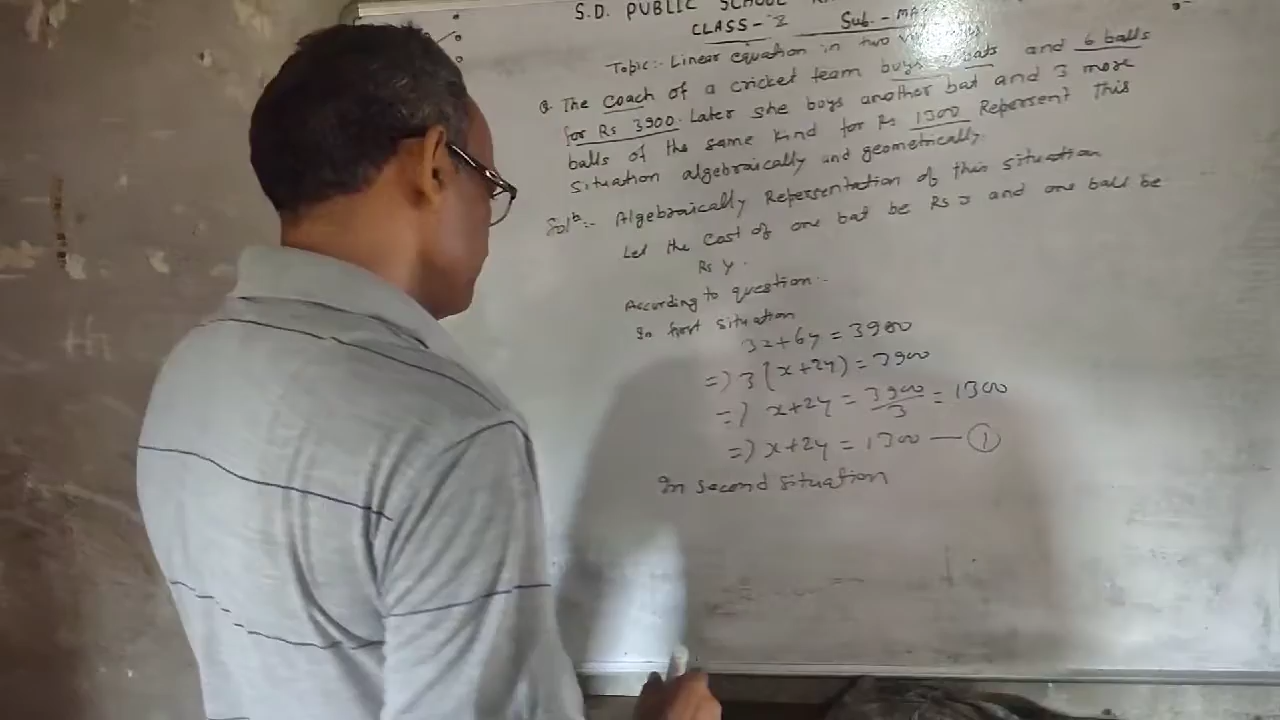 S.D. PUBLIC SCHOOL
CLASS - X Sub. - MA
Topic:- Linear equation in two
Q. The coach of a cricket team buys bats and 6 balls
for Rs 3900. Later she boys another bat and 3 more
balls of the same kind for Rs 1300 Repersent This
situation algebraically and geometrically.
Solⁿ:- Algebraically Repersentation of this situation
Let the cost of one bat be Rs x and one ball be
Rs y.
According to question:-
In first situation
3x+6y = 3900
=) 3(x+2y) = 3900
=) x+2y = 3900/3 = 1300
=) x+2y = 1300 — ①
In second situation